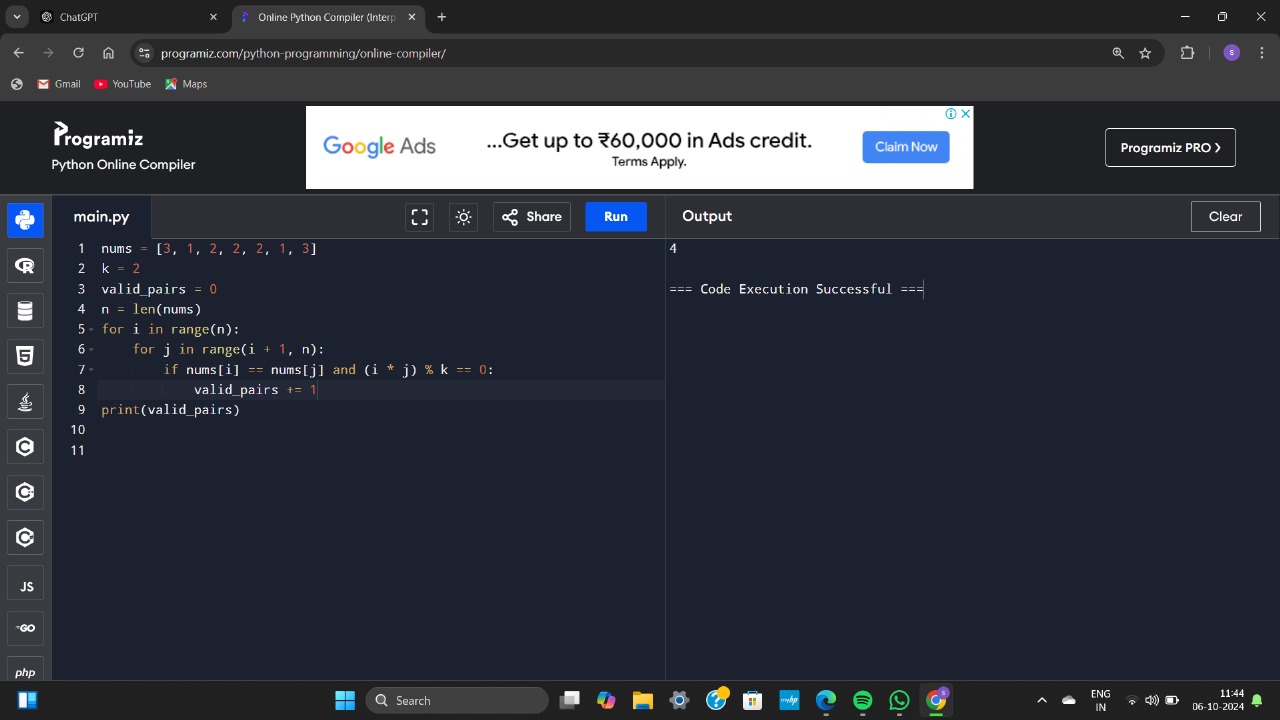 ChatGPT
Online Python Compiler (Interp
programiz.com/python-programming/online-compiler/
S
Gmail
YouTube
Maps
Programiz
Python Online Compiler
Google Ads
...Get up to ₹60,000 in Ads credit.
Terms Apply.
Claim Now
Programiz PRO
main.py
Share
Run
Output
Clear
1 nums = [3, 1, 2, 2, 2, 1, 3]
2 k = 2
3 valid_pairs = 0
4 n = len(nums)
5 for i in range(n):
6 for j in range(i + 1, n):
7 if nums[i] == nums[j] and (i * j) % k == 0:
8 valid_pairs += 1
9 print(valid_pairs)
10
11
4
=== Code Execution Successful ===
JS
GO
php
Search
myhp
ENG
IN
11:44
06-10-2024